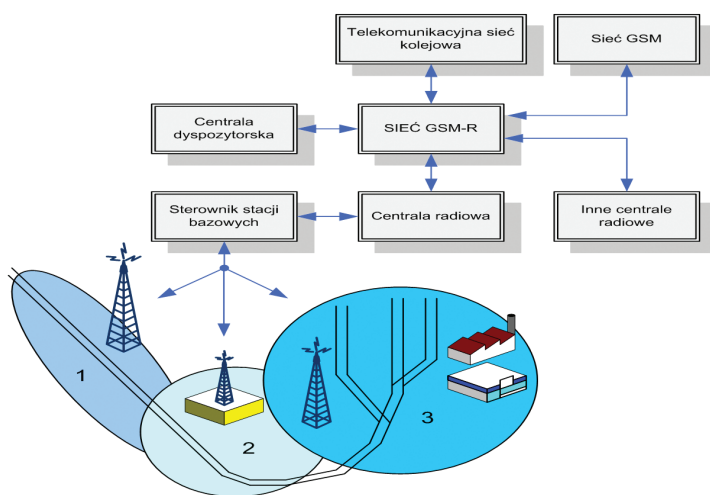 Telekomunikacyjna sieć
kolejowa
Sieć GSM
Centrala
dyspozytorska
SIEĆ GSM-R
Sterownik stacji
bazowych
Centrala radiowa
Inne centrale
radiowe
1
2
3